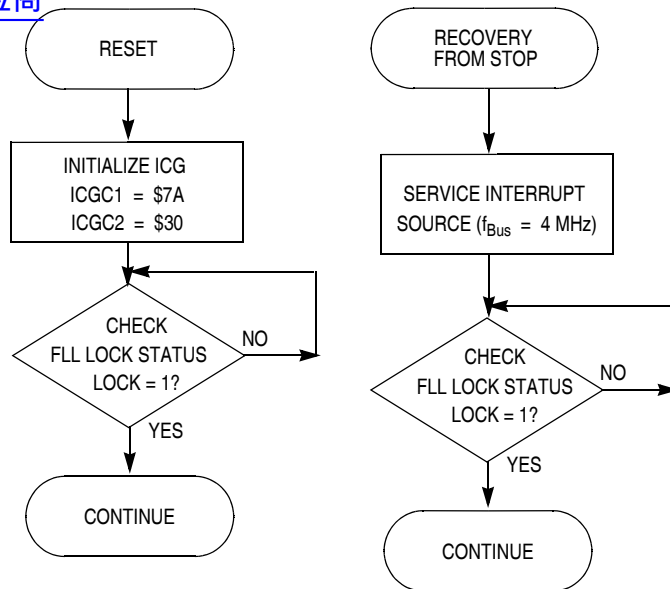 RESET
INITIALIZE ICG
ICGC1 = $7A
ICGC2 = $30
CHECK
FLL LOCK STATUS
LOCK = 1?
NO
YES
CONTINUE
RECOVERY
FROM STOP
SERVICE INTERRUPT
SOURCE (fBus = 4 MHz)
CHECK
FLL LOCK STATUS
LOCK = 1?
NO
YES
CONTINUE